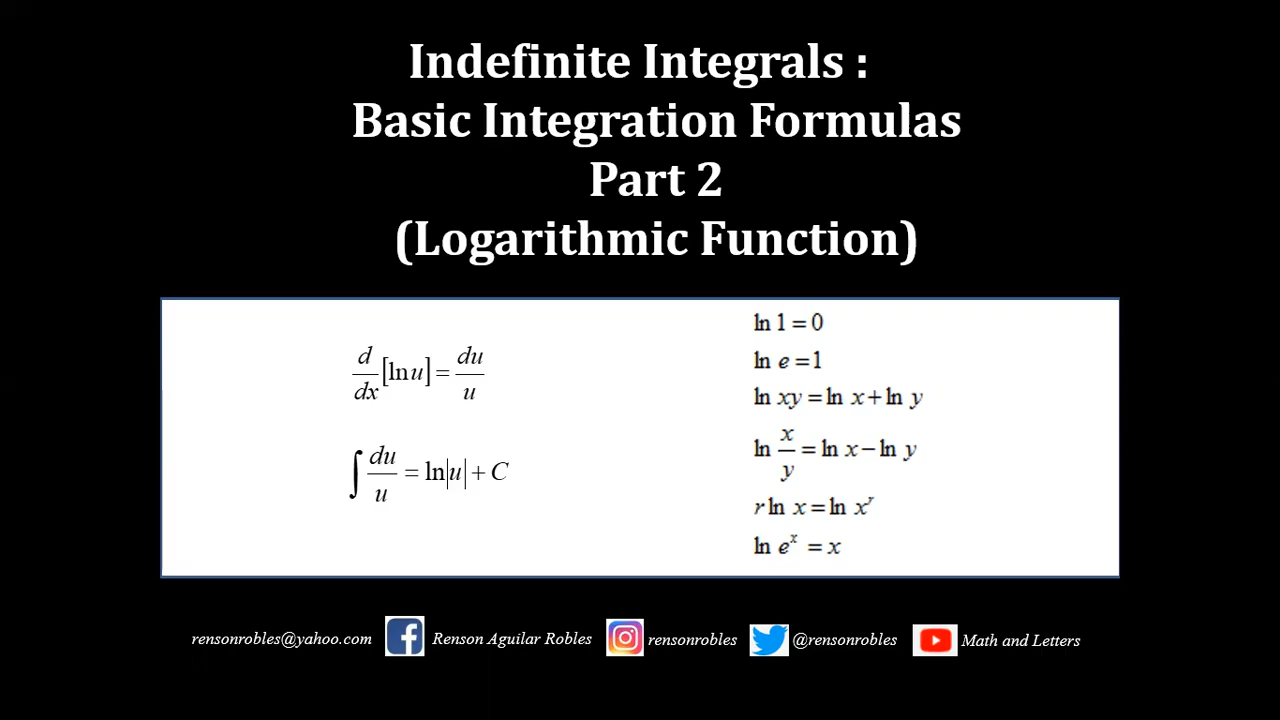 Indefinite Integrals :
Basic Integration Formulas
Part 2
(Logarithmic Function)
d/dx [ln u] = du/u
∫ du/u = ln|u| + C
ln 1 = 0
ln e = 1
ln xy = ln x + ln y
ln x/y = ln x − ln y
r ln x = ln xʳ
ln eˣ = x
rensonrobles@yahoo.com Renson Aguilar Robles rensonrobles @rensonrobles Math and Letters